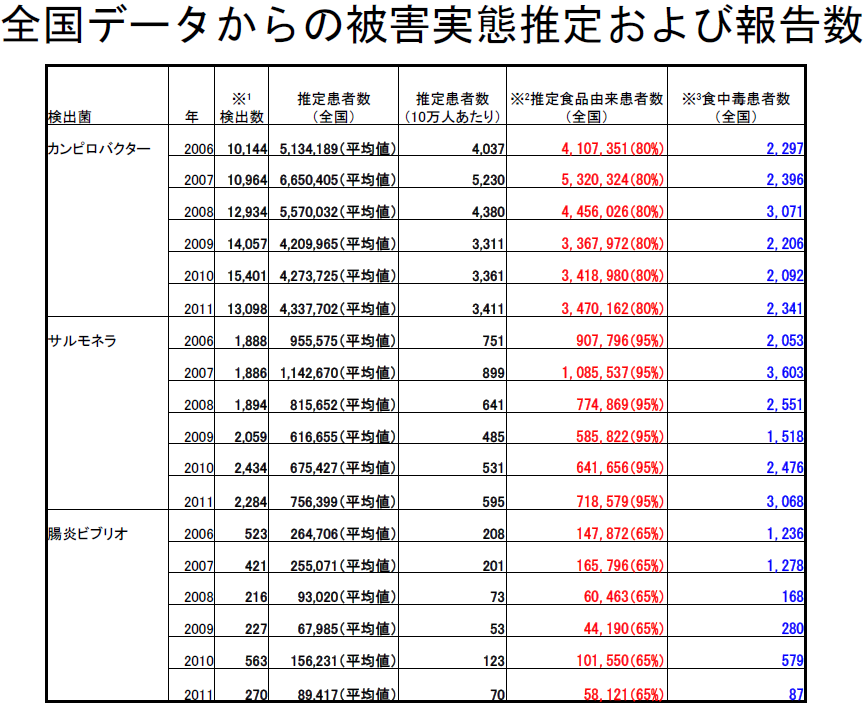 全国データからの被害実態推定および報告数
検出菌 年 ※1検出数 推定患者数(全国) 推定患者数(10万人あたり) ※2推定食品由来患者数(全国) ※3食中毒患者数(全国)
カンピロバクター 2006 10,144 5,134,189(平均値) 4,037 4,107,351(80%) 2,297
2007 10,964 6,650,405(平均値) 5,230 5,320,324(80%) 2,396
2008 12,934 5,570,032(平均値) 4,380 4,456,026(80%) 3,071
2009 14,057 4,209,965(平均値) 3,311 3,367,972(80%) 2,206
2010 15,401 4,273,725(平均値) 3,361 3,418,980(80%) 2,092
2011 13,098 4,337,702(平均値) 3,411 3,470,162(80%) 2,341
サルモネラ 2006 1,888 955,575(平均値) 751 907,796(95%) 2,053
2007 1,886 1,142,670(平均値) 899 1,085,537(95%) 3,603
2008 1,894 815,652(平均値) 641 774,869(95%) 2,551
2009 2,059 616,655(平均値) 485 585,822(95%) 1,518
2010 2,434 675,427(平均値) 531 641,656(95%) 2,476
2011 2,284 756,399(平均値) 595 718,579(95%) 3,068
腸炎ビブリオ 2006 523 264,706(平均値) 208 147,872(65%) 1,236
2007 421 255,071(平均値) 201 165,796(65%) 1,278
2008 216 93,020(平均値) 73 60,463(65%) 168
2009 227 67,985(平均値) 53 44,190(65%) 280
2010 563 156,231(平均値) 123 101,550(65%) 579
2011 270 89,417(平均値) 70 58,121(65%) 87